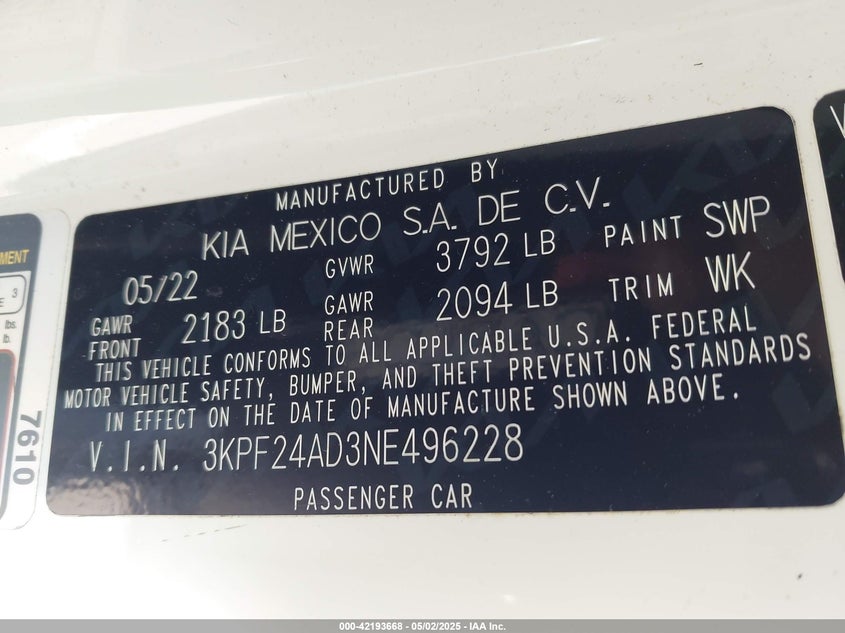 MANUFACTURED BY
KIA MEXICO S.A. DE C.V.
05/22 GVWR 3792 LB PAINT SWP
GAWR FRONT 2183 LB GAWR REAR 2094 LB TRIM WK
THIS VEHICLE CONFORMS TO ALL APPLICABLE U.S.A. FEDERAL
MOTOR VEHICLE SAFETY, BUMPER, AND THEFT PREVENTION STANDARDS
IN EFFECT ON THE DATE OF MANUFACTURE SHOWN ABOVE.
V.I.N. 3KPF24AD3NE496228
PASSENGER CAR
3
lbs.
lb.
7610
000-42193668 - 05/02/2025 - IAA Inc.